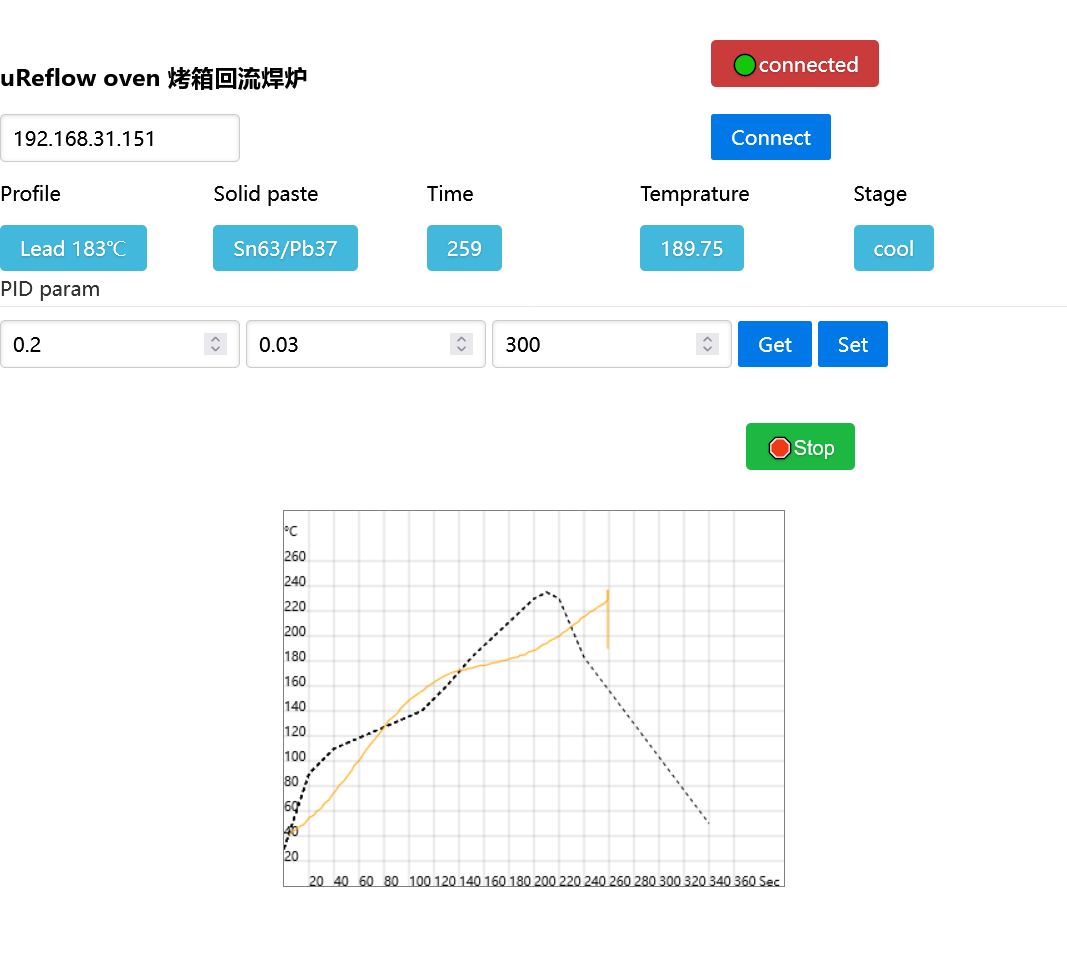 connected
uReflow oven 烤箱回流焊炉
192.168.31.151
Connect
Profile Solid paste Time Temprature Stage
Lead 183℃ Sn63/Pb37 259 189.75 cool
PID param
0.2 0.03 300 Get Set
Stop
℃
260
240
220
200
180
160
140
120
100
80
60
40
20
20 40 60 80 100 120 140 160 180 200 220 240 260 280 300 320 340 360 Sec